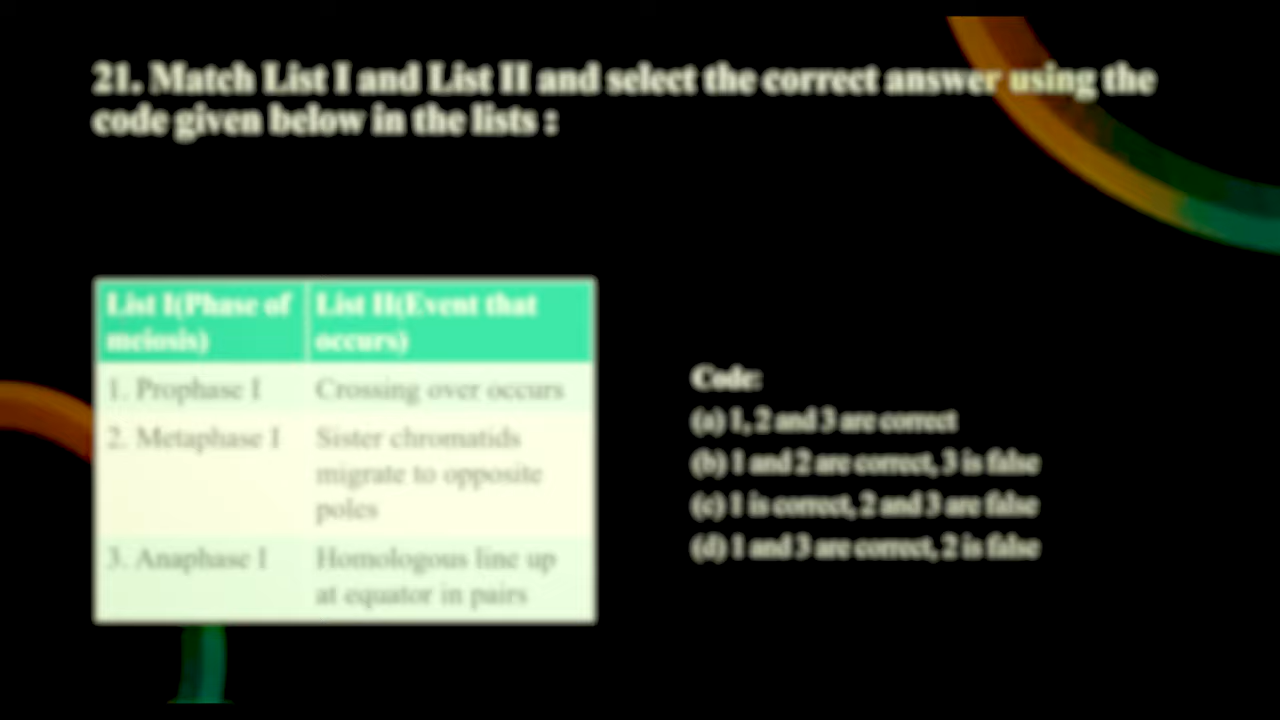 21. Match List I and List II and select the correct answer using the
code given below in the lists :
List I(Phase of
meiosis)
List II(Event that
occurs)
1. Prophase I
Crossing over occurs
2. Metaphase I
Sister chromatids
migrate to opposite
poles
3. Anaphase I
Homologous line up
at equator in pairs
Code:
(a) 1, 2 and 3 are correct
(b) 1 and 2 are correct, 3 is false
(c) 1 is correct, 2 and 3 are false
(d) 1 and 3 are correct, 2 is false